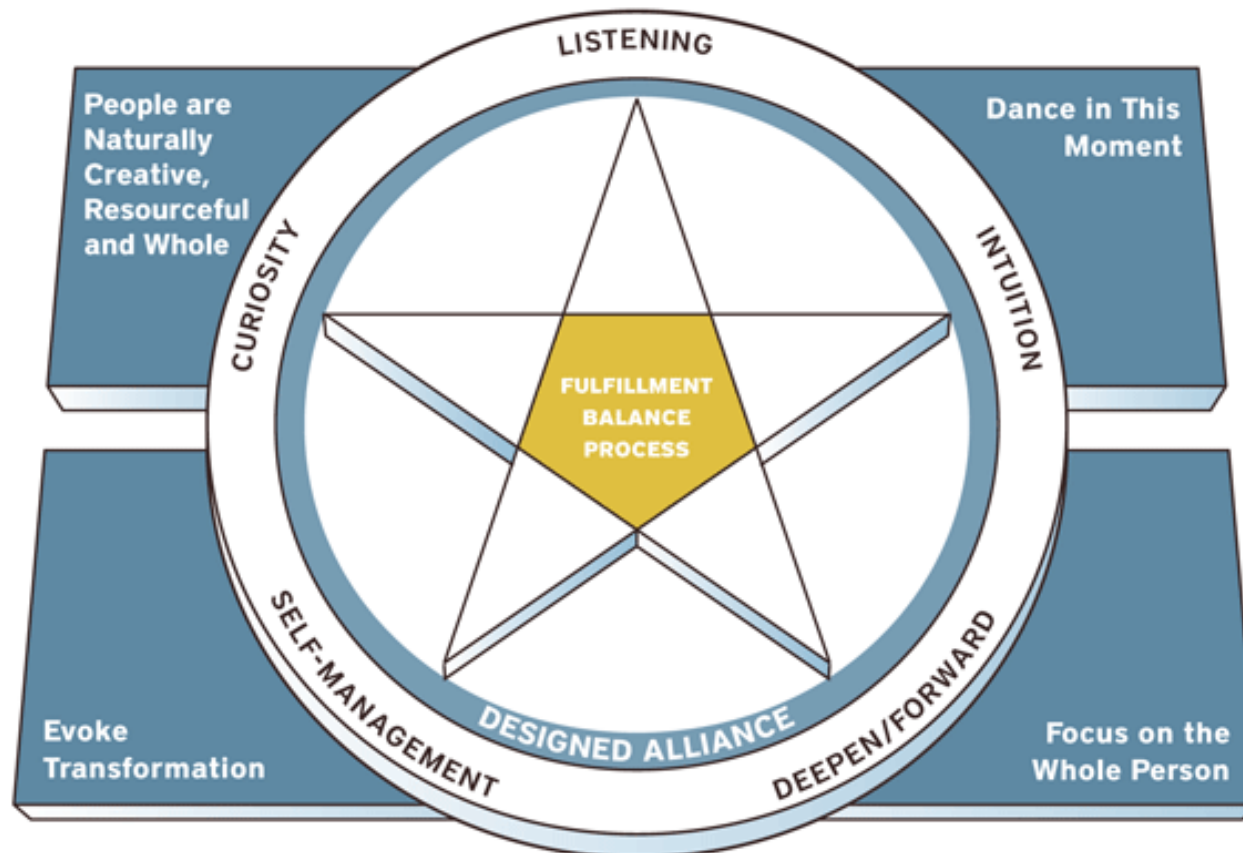 LISTENING
People are
Naturally
Creative,
Resourceful
and Whole
Dance in This
Moment
CURIOSITY
INTUITION
FULFILLMENT
BALANCE
PROCESS
SELF-MANAGEMENT
DESIGNED ALLIANCE
DEEPEN/FORWARD
Evoke
Transformation
Focus on the
Whole Person